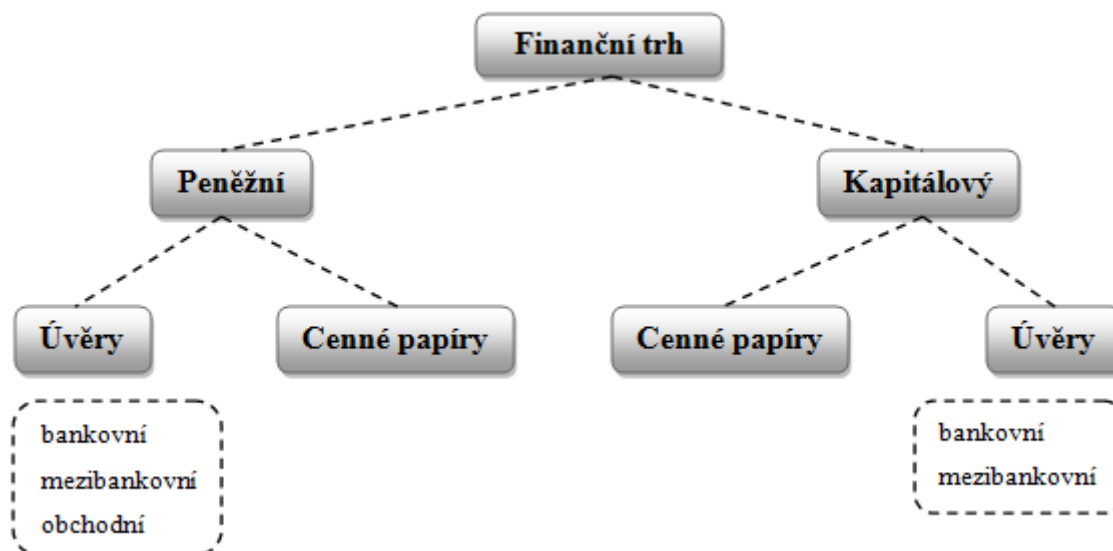 Finanční trh
Peněžní
Kapitálový
Úvěry
Cenné papíry
Cenné papíry
Úvěry
bankovní
mezibankovní
obchodní
bankovní
mezibankovní